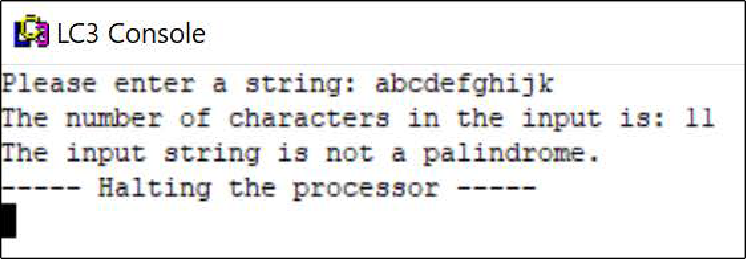 LC3 Console
Please enter a string: abcdefghijk
The number of characters in the input is: 11
The input string is not a palindrome.
----- Halting the processor -----